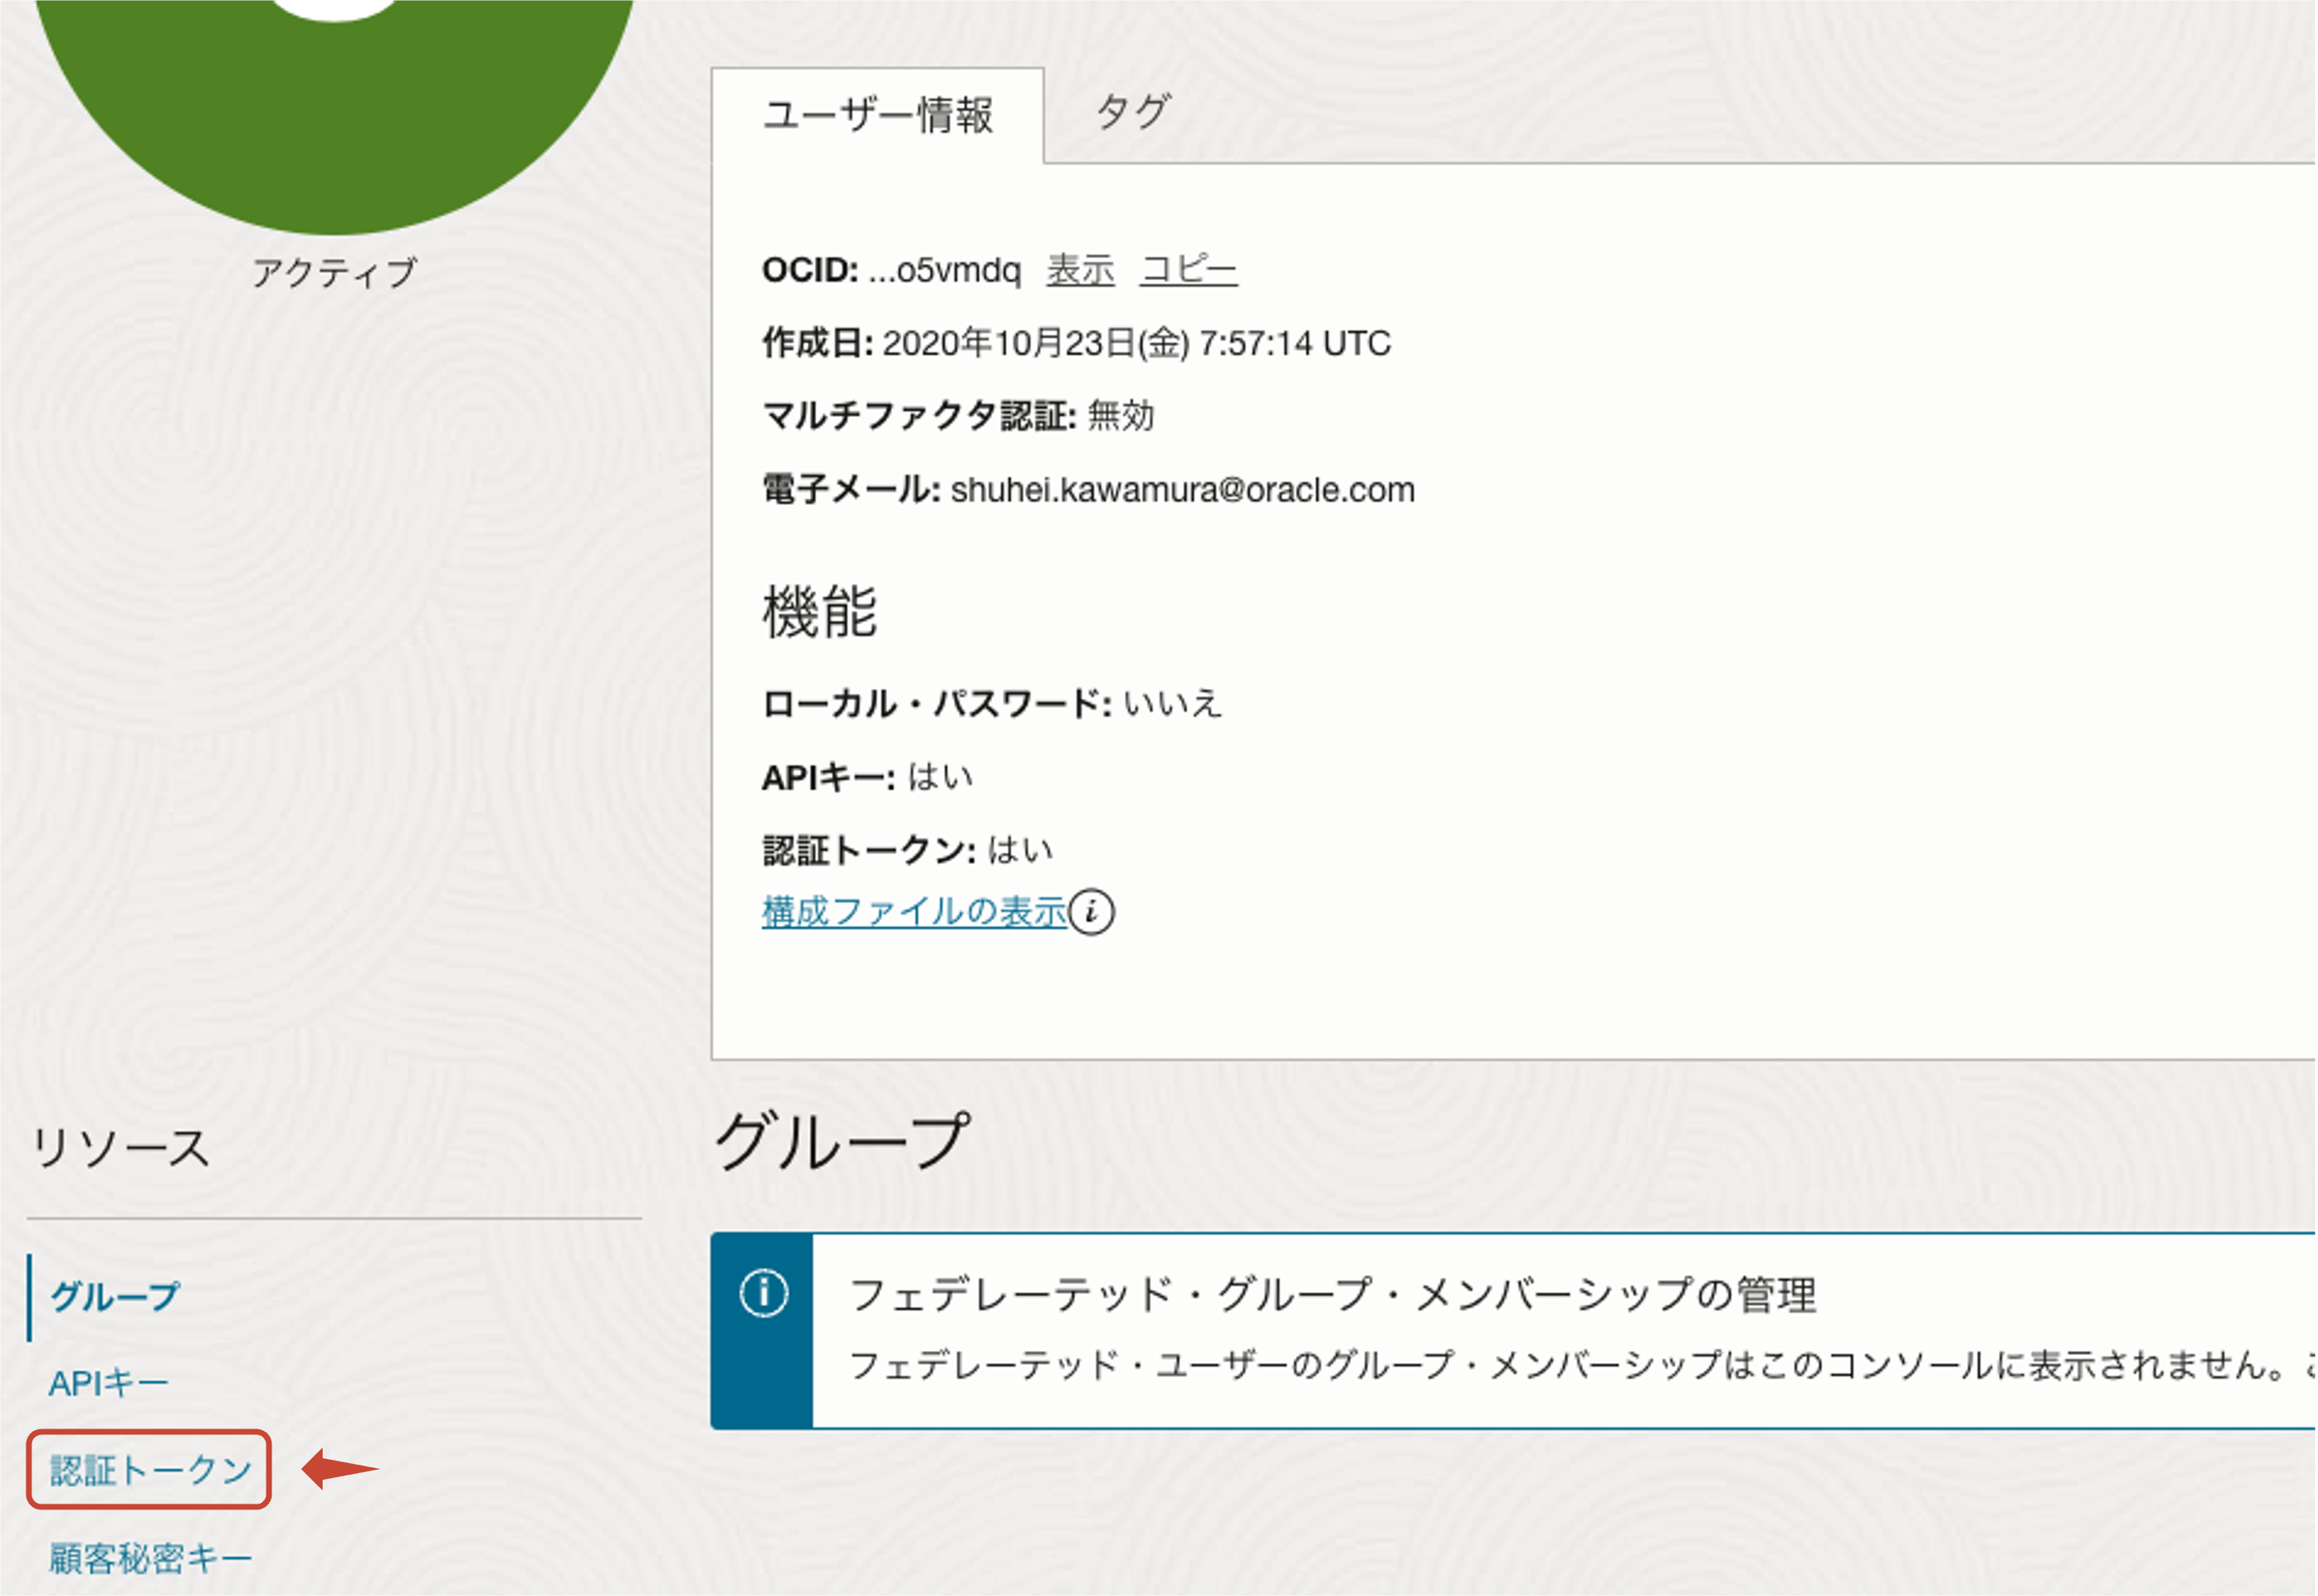 アクティブ
ユーザー情報 タグ
OCID: ...o5vmdq 表示 コピー
作成日: 2020年10月23日(金) 7:57:14 UTC
マルチファクタ認証: 無効
電子メール: shuhei.kawamura@oracle.com
機能
ローカル・パスワード: いいえ
APIキー: はい
認証トークン: はい
構成ファイルの表示
リソース
グループ
APIキー
認証トークン
顧客秘密キー
グループ
フェデレーテッド・グループ・メンバーシップの管理
フェデレーテッド・ユーザーのグループ・メンバーシップはこのコンソールに表示されません。